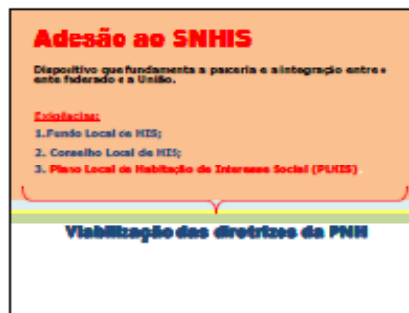 Adesão ao SNHIS
Dispositivo que fundamenta a parceria e a integração entre o
ente federado e a União.
Exigências:
1.Fundo Local de HIS;
2. Conselho Local de HIS;
3. Plano Local de Habitação de Interesse Social (PLHIS)
Viabilização das diretrizes da PNH